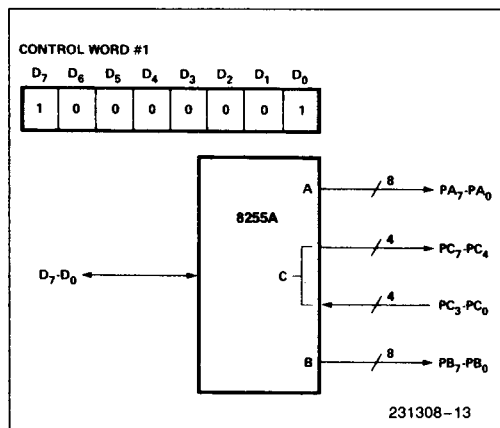 CONTROL WORD #1
D₇ D₆ D₅ D₄ D₃ D₂ D₁ D₀
1 0 0 0 0 0 0 1
A 8 PA₇-PA₀
8255A
4 PC₇-PC₄
D₇-D₀ C
4 PC₃-PC₀
B 8 PB₇-PB₀
231308–13